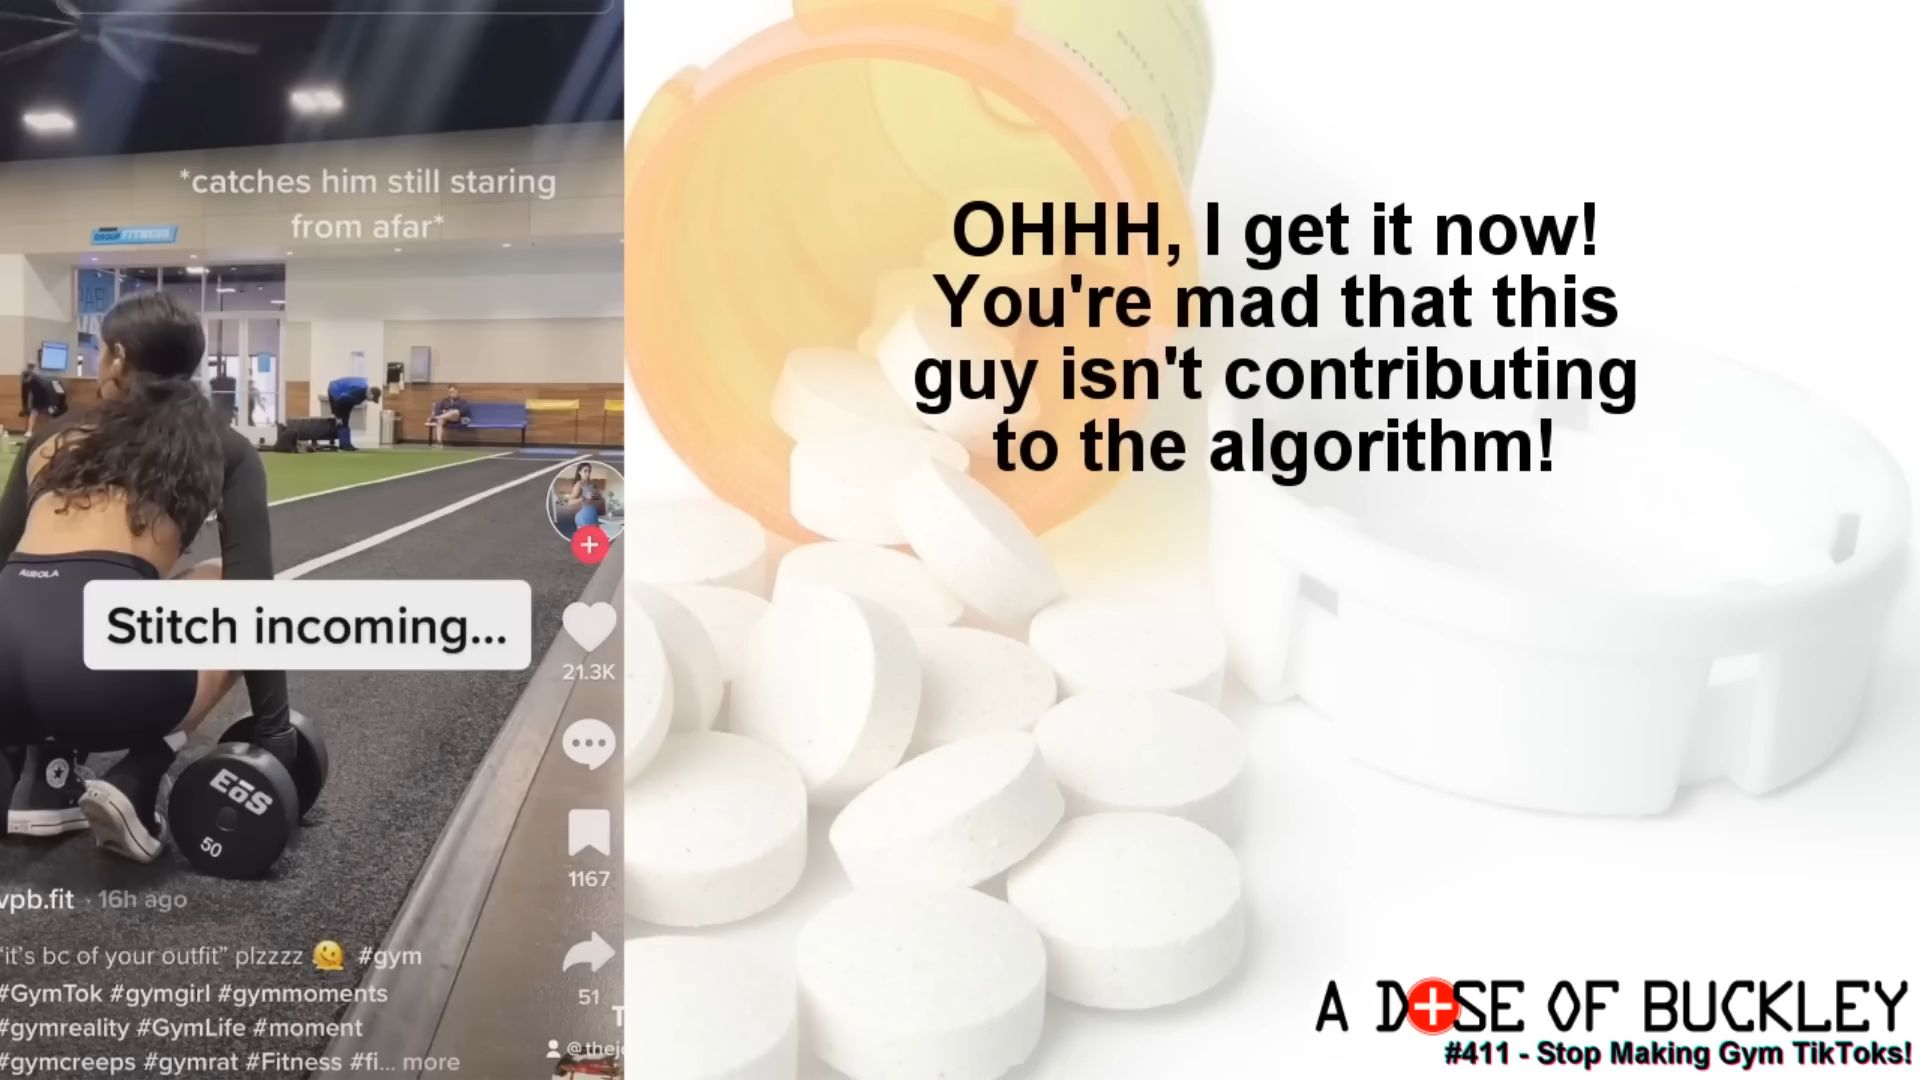 *catches him still staring
from afar*
GROUP FITNESS
AUROLA
Stitch incoming...
21.3K
EōS
50
1167
vpb.fit · 16h ago
"it's bc of your outfit" plzzzz 🫠 #gym
#GymTok #gymgirl #gymmoments
#gymreality #GymLife #moment
#gymcreeps #gymrat #Fitness #fi... more
51
OHHH, I get it now!
You're mad that this
guy isn't contributing
to the algorithm!
A DOSE OF BUCKLEY
#411 - Stop Making Gym TikToks!